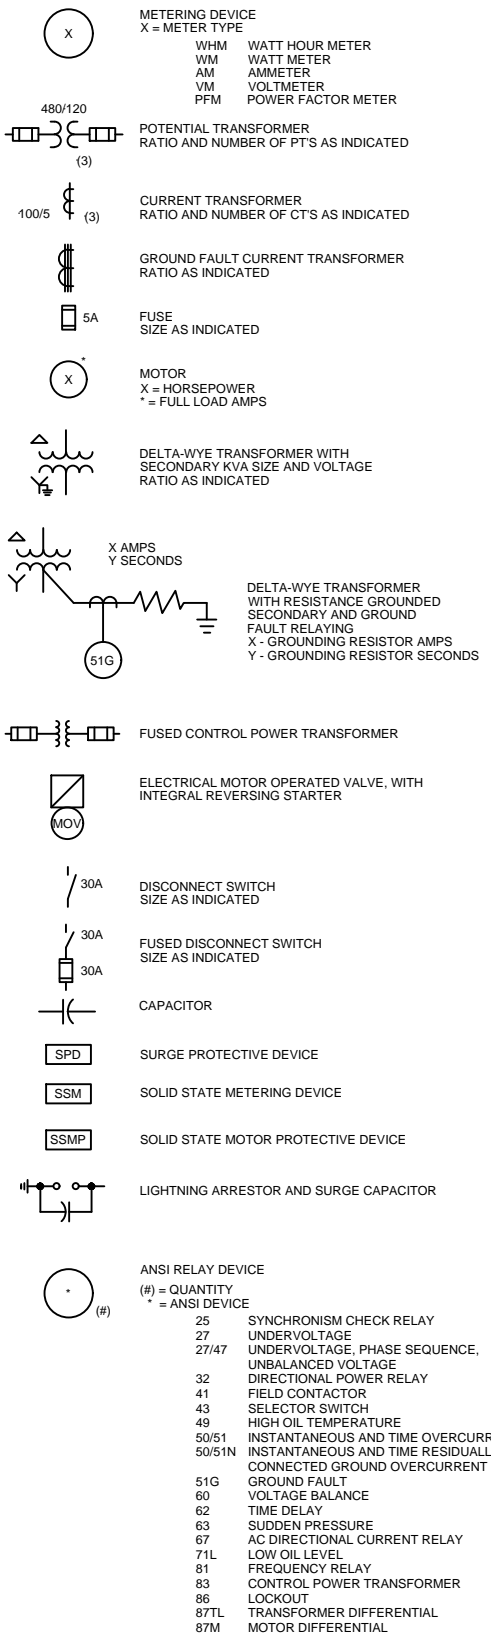 X
METERING DEVICE
X = METER TYPE
WHM WATT HOUR METER
WM WATT METER
AM AMMETER
VM VOLTMETER
PFM POWER FACTOR METER
480/120
(3)
POTENTIAL TRANSFORMER
RATIO AND NUMBER OF PT'S AS INDICATED
100/5 (3)
CURRENT TRANSFORMER
RATIO AND NUMBER OF CT'S AS INDICATED
GROUND FAULT CURRENT TRANSFORMER
RATIO AS INDICATED
5A
FUSE
SIZE AS INDICATED
X *
MOTOR
X = HORSEPOWER
* = FULL LOAD AMPS
DELTA-WYE TRANSFORMER WITH
SECONDARY KVA SIZE AND VOLTAGE
RATIO AS INDICATED
X AMPS
Y SECONDS
51G
DELTA-WYE TRANSFORMER
WITH RESISTANCE GROUNDED
SECONDARY AND GROUND
FAULT RELAYING
X - GROUNDING RESISTOR AMPS
Y - GROUNDING RESISTOR SECONDS
FUSED CONTROL POWER TRANSFORMER
MOV
ELECTRICAL MOTOR OPERATED VALVE, WITH
INTEGRAL REVERSING STARTER
30A
DISCONNECT SWITCH
SIZE AS INDICATED
30A
30A
FUSED DISCONNECT SWITCH
SIZE AS INDICATED
CAPACITOR
SPD SURGE PROTECTIVE DEVICE
SSM SOLID STATE METERING DEVICE
SSMP SOLID STATE MOTOR PROTECTIVE DEVICE
LIGHTNING ARRESTOR AND SURGE CAPACITOR
* (#)
ANSI RELAY DEVICE
(#) = QUANTITY
* = ANSI DEVICE
25 SYNCHRONISM CHECK RELAY
27 UNDERVOLTAGE
27/47 UNDERVOLTAGE, PHASE SEQUENCE,
UNBALANCED VOLTAGE
32 DIRECTIONAL POWER RELAY
41 FIELD CONTACTOR
43 SELECTOR SWITCH
49 HIGH OIL TEMPERATURE
50/51 INSTANTANEOUS AND TIME OVERCURR
50/51N INSTANTANEOUS AND TIME RESIDUALL
CONNECTED GROUND OVERCURRENT
51G GROUND FAULT
60 VOLTAGE BALANCE
62 TIME DELAY
63 SUDDEN PRESSURE
67 AC DIRECTIONAL CURRENT RELAY
71L LOW OIL LEVEL
81 FREQUENCY RELAY
83 CONTROL POWER TRANSFORMER
86 LOCKOUT
87TL TRANSFORMER DIFFERENTIAL
87M MOTOR DIFFERENTIAL